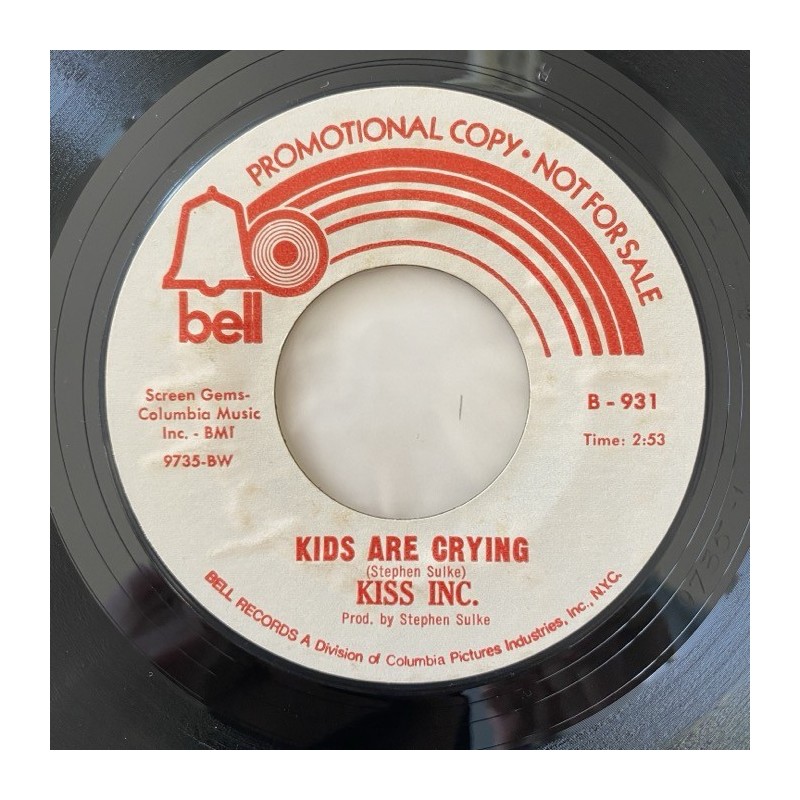 PROMOTIONAL COPY • NOT FOR SALE
bell
Screen Gems-
Columbia Music
Inc. - BMI
9735-BW
B - 931
Time: 2:53
KIDS ARE CRYING
(Stephen Sulke)
KISS INC.
Prod. by Stephen Sulke
BELL RECORDS A Division of Columbia Pictures Industries, Inc., N.Y.C.